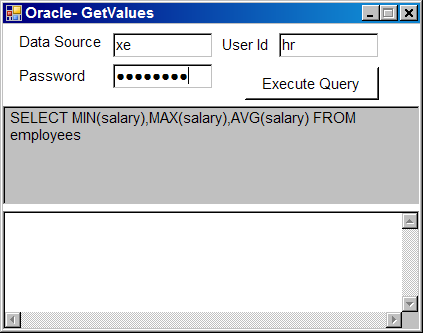 Oracle- GetValues
Data Source xe User Id hr
Password ●●●●●●●●
Execute Query
SELECT MIN(salary),MAX(salary),AVG(salary) FROM
employees